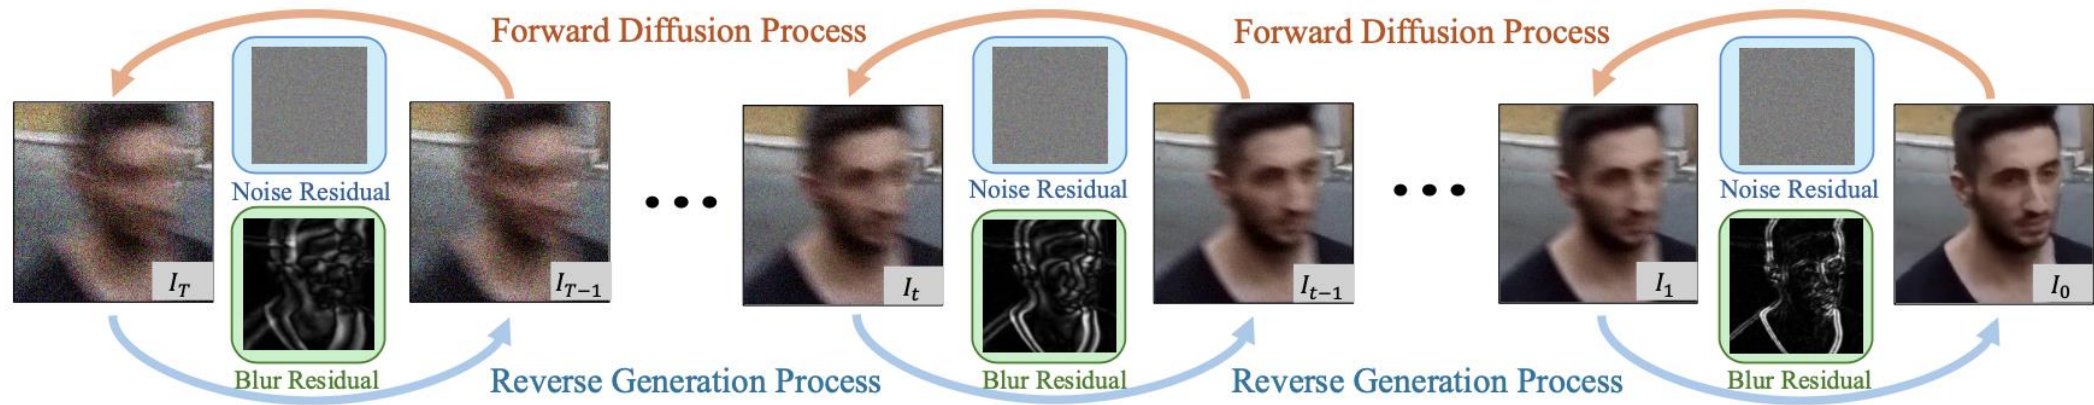 Forward Diffusion Process
Forward Diffusion Process
Noise Residual
Noise Residual
Noise Residual
I_T
I_{T-1}
I_t
I_{t-1}
I_1
I_0
Blur Residual
Blur Residual
Blur Residual
Reverse Generation Process
Reverse Generation Process